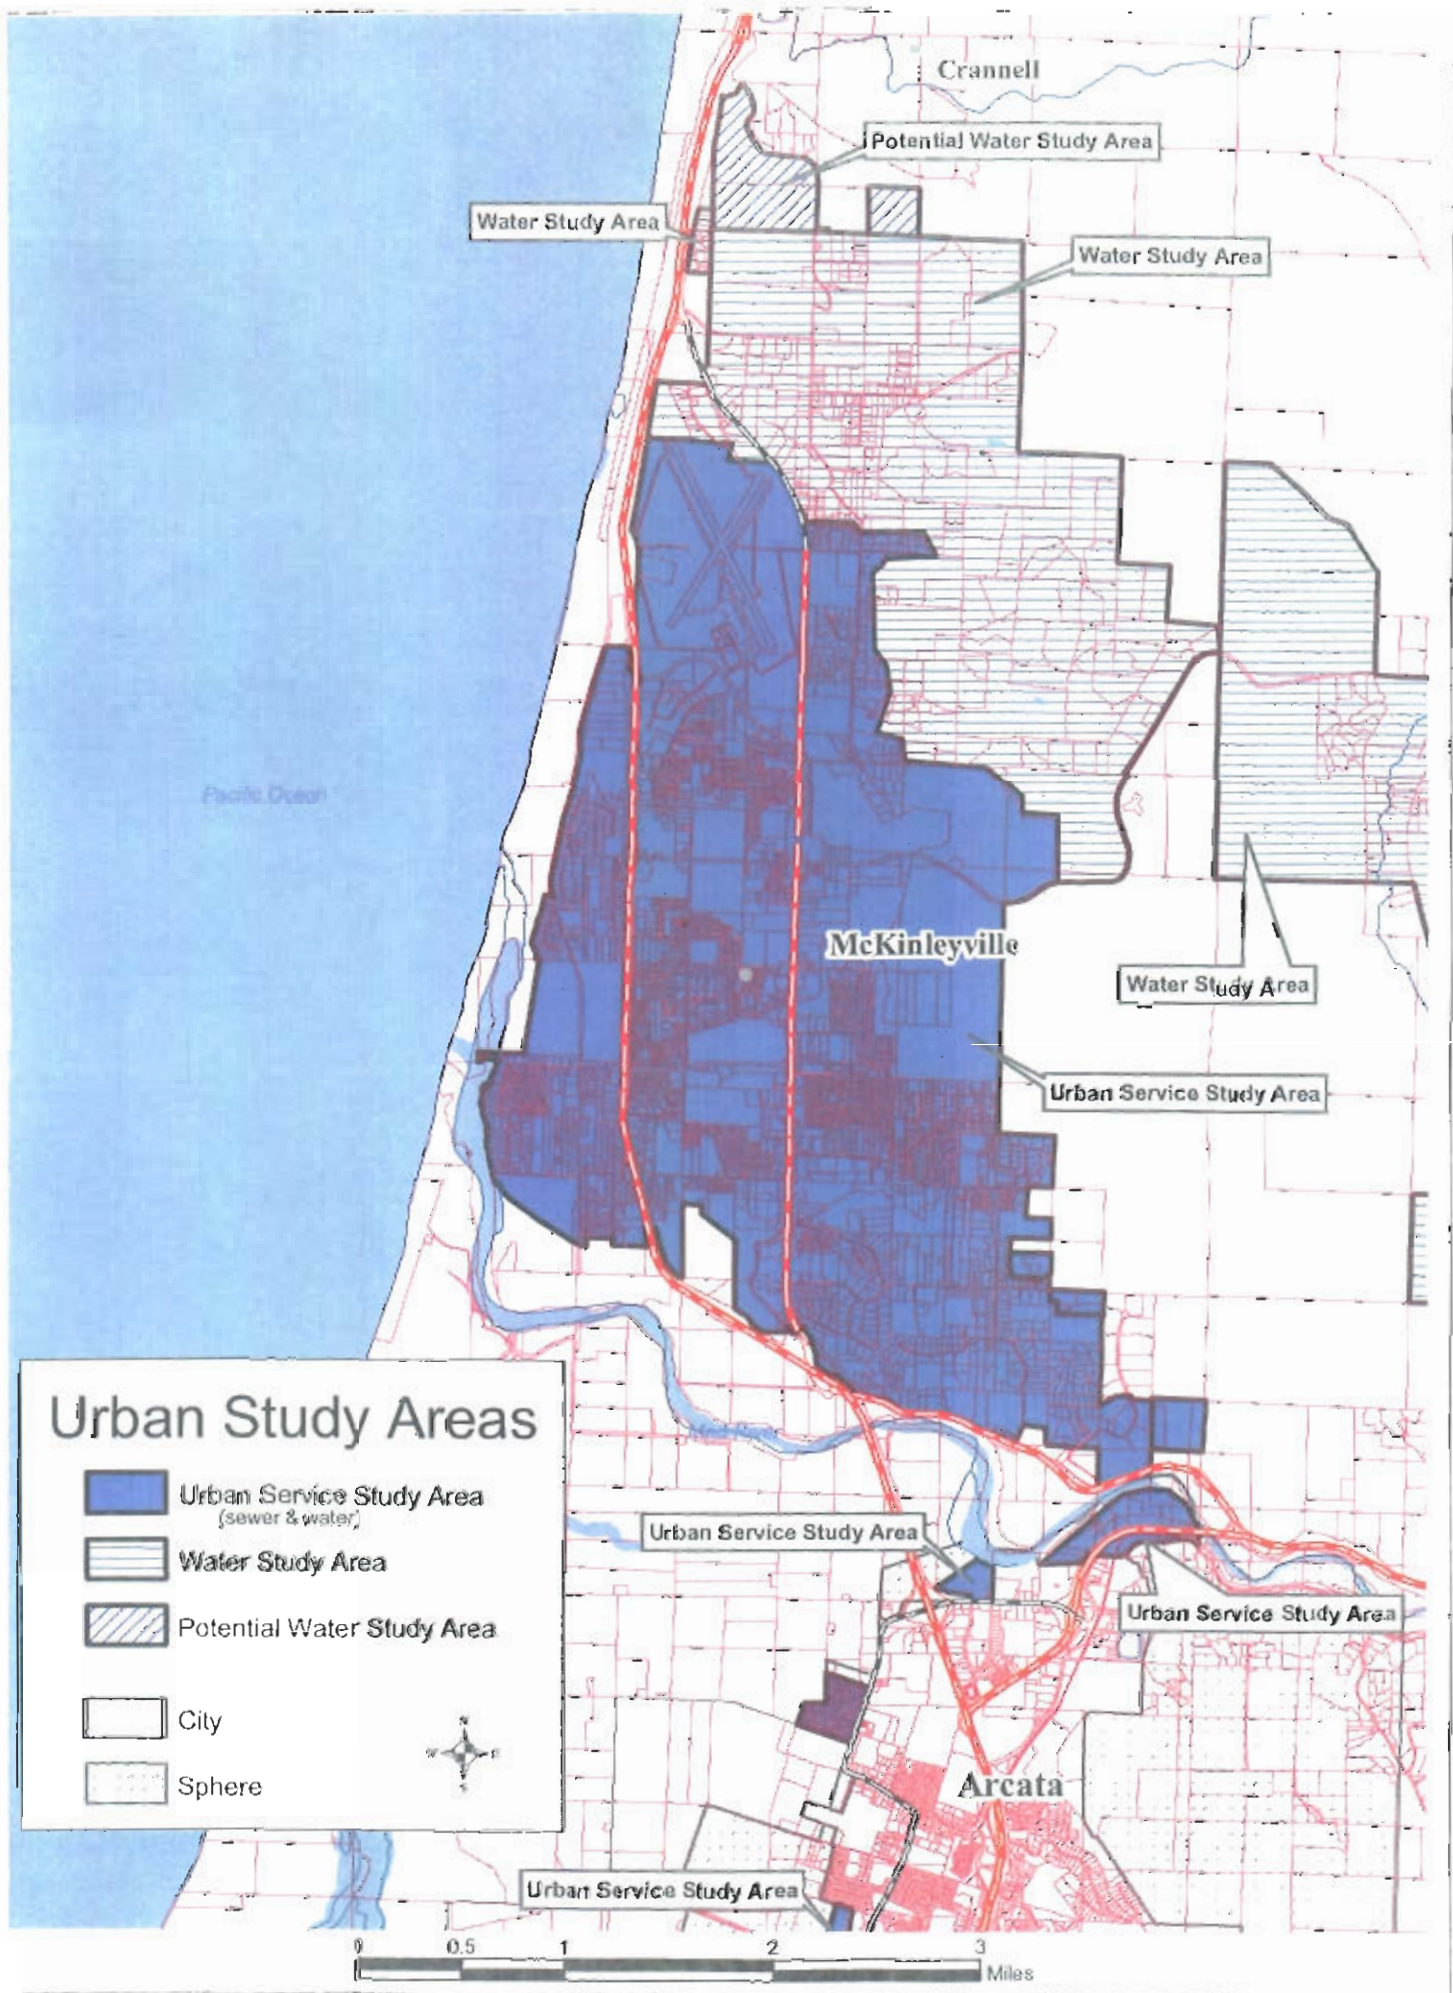 Crannell
Potential Water Study Area
Water Study Area
Water Study Area
Pacific Ocean
McKinleyville
Water Study Area
Urban Service Study Area
Urban Study Areas
Urban Service Study Area
(sewer & water)
Water Study Area
Potential Water Study Area
City
Sphere
N
W E
S
Urban Service Study Area
Urban Service Study Area
Arcata
Urban Service Study Area
0 0.5 1 2 3
Miles